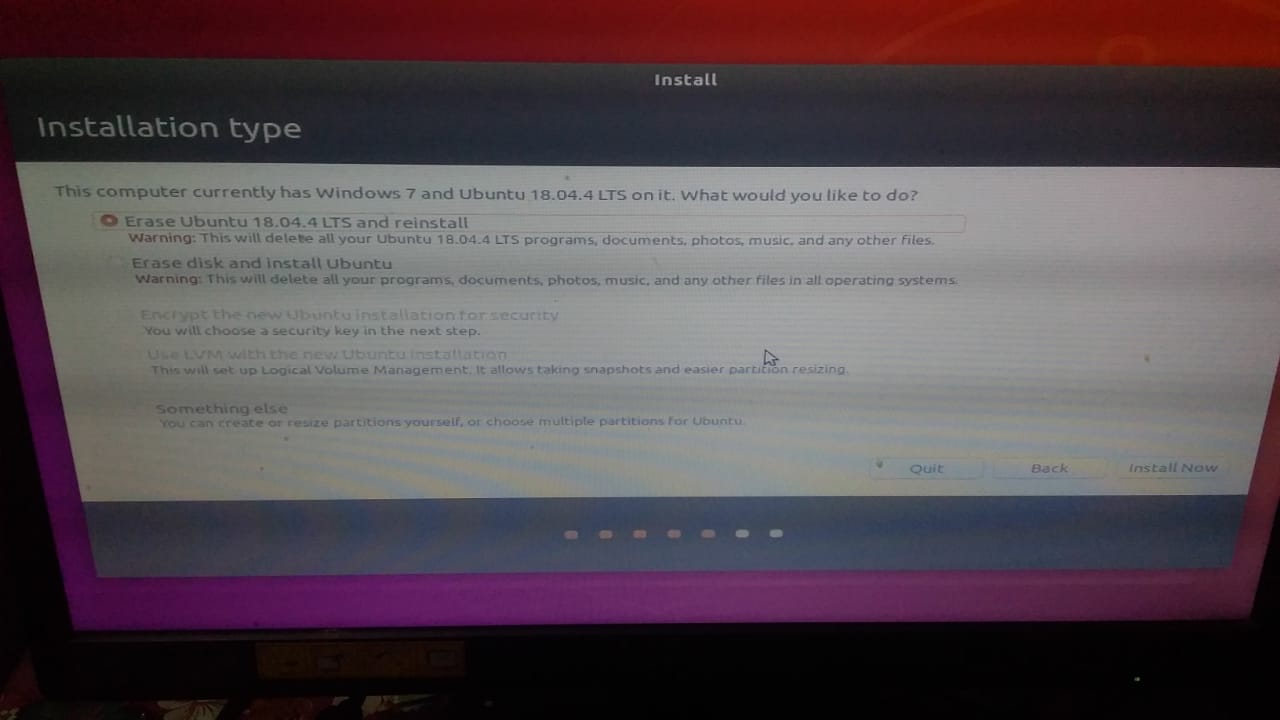 Install
Installation type
This computer currently has Windows 7 and Ubuntu 18.04.4 LTS on it. What would you like to do?
Erase Ubuntu 18.04.4 LTS and reinstall
Warning: This will delete all your Ubuntu 18.04.4 LTS programs, documents, photos, music, and any other files.
Erase disk and install Ubuntu
Warning: This will delete all your programs, documents, photos, music, and any other files in all operating systems.
Encrypt the new Ubuntu installation for security
You will choose a security key in the next step.
Use LVM with the new Ubuntu installation
This will set up Logical Volume Management. It allows taking snapshots and easier partition resizing.
Something else
You can create or resize partitions yourself, or choose multiple partitions for Ubuntu.
Quit Back Install Now